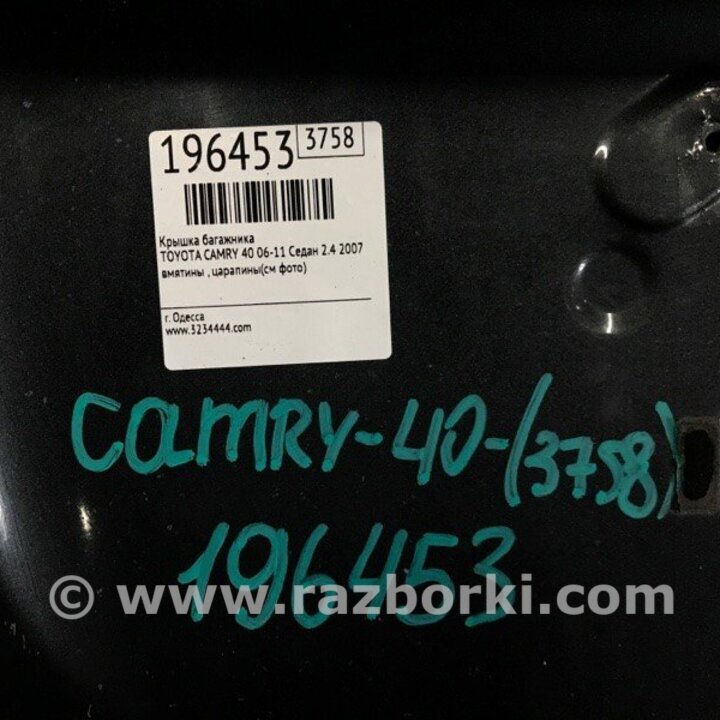 196453 3758
Крышка багажника
TOYOTA CAMRY 40 06-11 Седан 2.4 2007
вмятины , царапины(см фото)
г. Одесса
www.3234444.com
CAMRY-40-(3758)
196453
© www.razborki.com